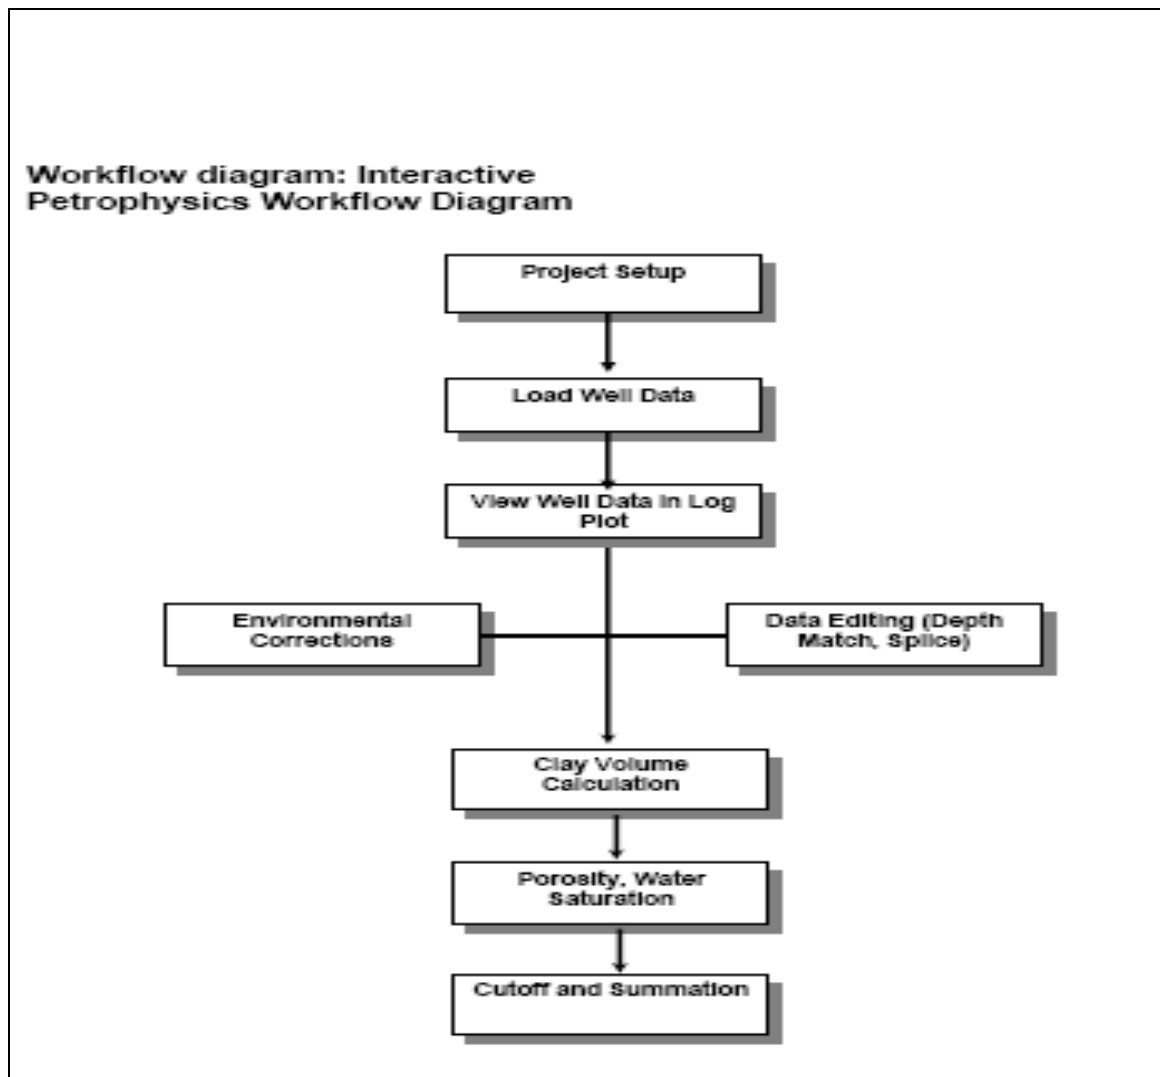 Workflow diagram: Interactive
Petrophysics Workflow Diagram
Project Setup
Load Well Data
View Well Data in Log
Plot
Environmental
Corrections
Data Editing (Depth
Match, Splice)
Clay Volume
Calculation
Porosity, Water
Saturation
Cutoff and Summation